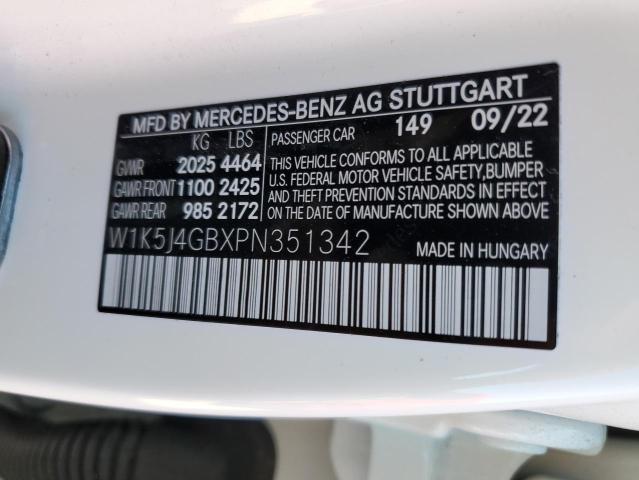 MFD BY MERCEDES-BENZ AG STUTTGART
KG LBS PASSENGER CAR 149 09/22
GVWR 2025 4464 THIS VEHICLE CONFORMS TO ALL APPLICABLE
U.S. FEDERAL MOTOR VEHICLE SAFETY,BUMPER
GAWR FRONT 1100 2425 AND THEFT PREVENTION STANDARDS IN EFFECT
GAWR REAR 985 2172 ON DATE OF MANUFACTURE SHOWN ABOVE.
W1K5J4GBXPN351342 MADE IN HUNGARY